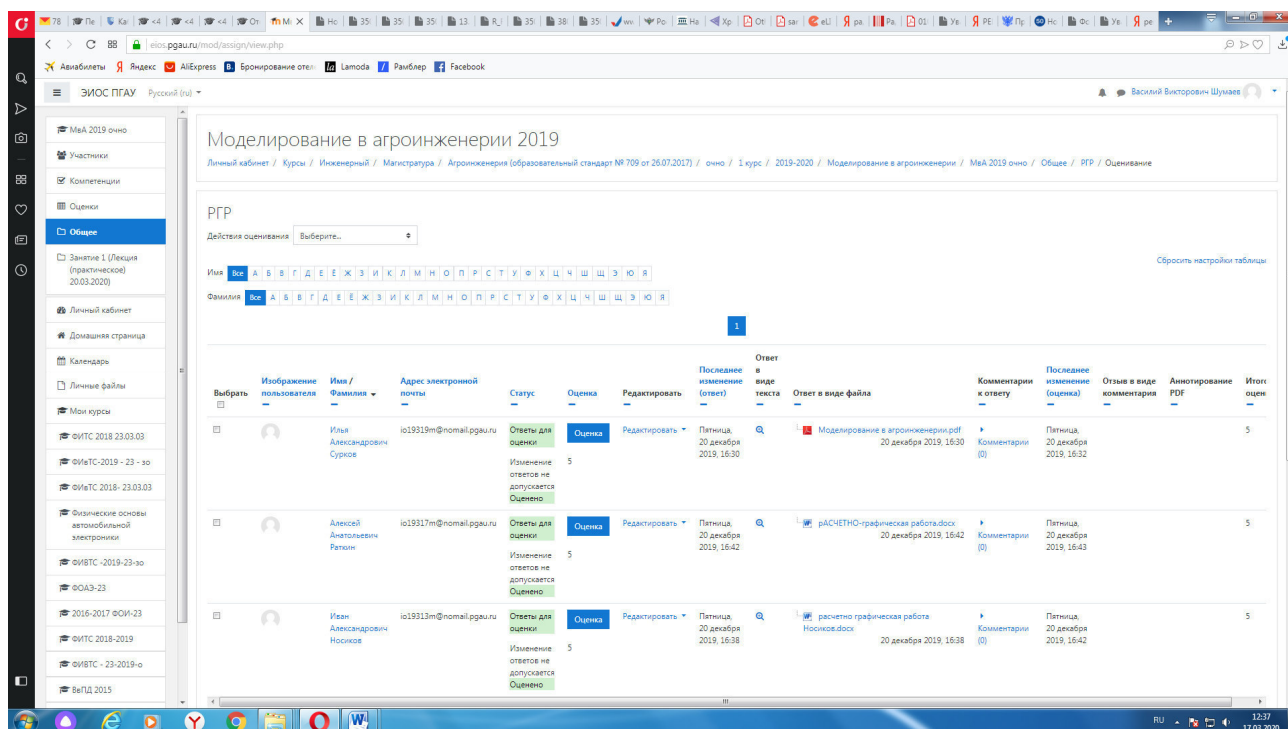 eios.pgau.ru/mod/assign/view.php
Авиабилеты Яндекс AliExpress Бронирование отел Lamoda Рамблер Facebook
ЭИОС ПГАУ Русский (ru)
Василий Викторович Шумаев
МвА 2019 очно
Участники
Компетенции
Оценки
Общее
Занятие 1 (Лекция
(практическое)
20.03.2020)
Личный кабинет
Домашняя страница
Календарь
Личные файлы
Мои курсы
ФИТС 2018 23.03.03
ФИвТС-2019 - 23 - зо
ФИвТС 2018- 23.03.03
Физические основы
автомобильной
электроники
ФИВТС -2019-23-зо
ФОАЭ-23
2016-2017 ФОИ-23
ФИТС 2018-2019
ФИВТС - 23-2019-о
ВвПД 2015
Моделирование в агроинженерии 2019
Личный кабинет / Курсы / Инженерный / Магистратура / Агроинженерия (образовательный стандарт № 709 от 26.07.2017) / очно / 1 курс / 2019-2020 / Моделирование в агроинженерии / МвА 2019 очно / Общее / РГР / Оценивание
РГР
Действия оценивания Выберите...
Сбросить настройки таблицы
Имя Все А Б В Г Д Е Ё Ж З И К Л М Н О П Р С Т У Ф Х Ц Ч Ш Щ Э Ю Я
Фамилия Все А Б В Г Д Е Ё Ж З И К Л М Н О П Р С Т У Ф Х Ц Ч Ш Щ Э Ю Я
1
Выбрать
Изображение
пользователя
Имя /
Фамилия
Адрес электронной
почты
Статус
Оценка
Редактировать
Последнее
изменение
(ответ)
Ответ
в
виде
текста
Ответ в виде файла
Комментарии
к ответу
Последнее
изменение
(оценка)
Отзыв в виде
комментария
Аннотирование
PDF
Итого
оцен
Илья
Александрович
Сурков
io19319m@nomail.pgau.ru
Ответы для
оценки
Изменение
ответов не
допускается
Оценено
Оценка
5
Редактировать
Пятница,
20 декабря
2019, 16:30
Моделирование в агроинженерии.pdf
20 декабря 2019, 16:30
Комментарии
(0)
Пятница,
20 декабря
2019, 16:32
5
Алексей
Анатольевич
Раткин
io19317m@nomail.pgau.ru
Ответы для
оценки
Изменение
ответов не
допускается
Оценено
Оценка
5
Редактировать
Пятница,
20 декабря
2019, 16:42
рАСЧЕТНО-графическая работа.docx
20 декабря 2019, 16:42
Комментарии
(0)
Пятница,
20 декабря
2019, 16:43
5
Иван
Александрович
Носиков
io19313m@nomail.pgau.ru
Ответы для
оценки
Изменение
ответов не
допускается
Оценено
Оценка
5
Редактировать
Пятница,
20 декабря
2019, 16:38
расчетно графическая работа
Носиков.docx
20 декабря 2019, 16:38
Комментарии
(0)
Пятница,
20 декабря
2019, 16:42
5
RU
12:37
17.03.2020